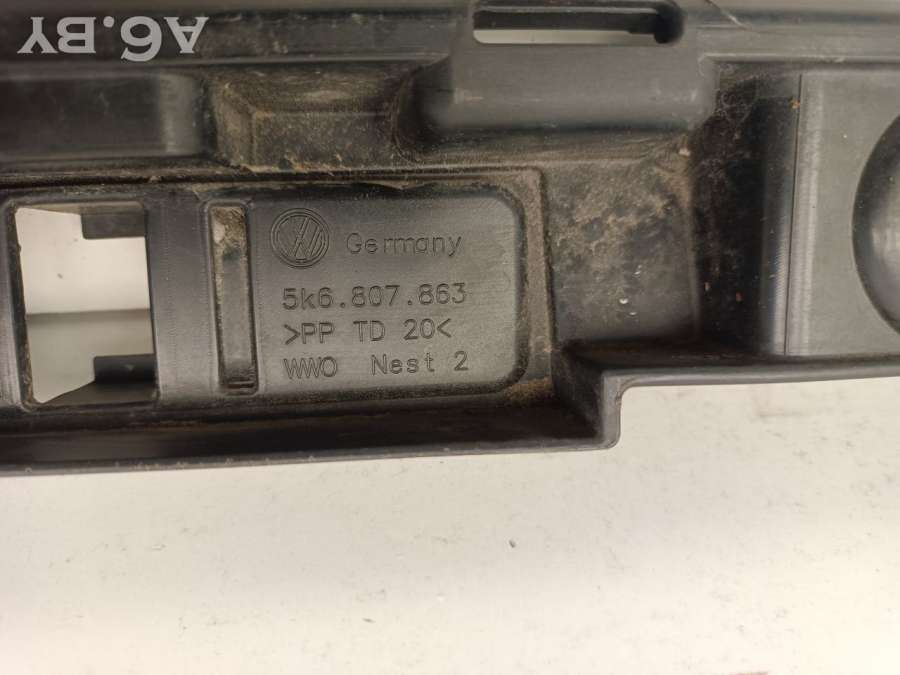 A6.BY
Germany
5k6.807.863
>PP TD 20<
WWO Nest 2